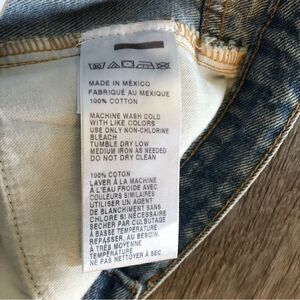 MADE IN MÉXICO
FABRIQUÉ AU MEXIQUE
100% COTTON
MACHINE WASH COLD
WITH LIKE COLORS
USE ONLY NON-CHLORINE
BLEACH
TUMBLE DRY LOW
MEDIUM IRON AS NEEDED
DO NOT DRY CLEAN
100% COTON
LAVER À LA MACHINE
À L'EAU FROIDE AVEC
COULEURS SIMILAIRES
UTILISER UN AGENT
DE BLANCHIMENT SANS
CHLORE SI NÉCESSAIRE
SÉCHER PAR CULBUTAGE
À BASSE TEMPÉRATURE
REPASSER, AU BESOIN,
À TRÈS MOYENNE
TEMPÉRATURE
NE PAS NETTOYER À SEC